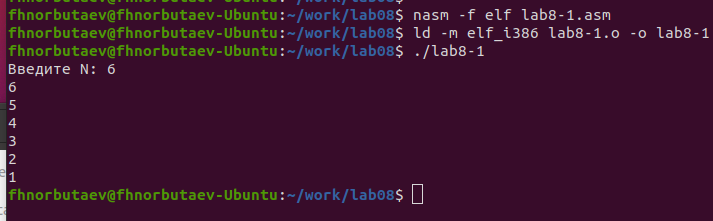 fhnorbutaev@fhnorbutaev-Ubuntu:~/work/lab08$ nasm -f elf lab8-1.asm
fhnorbutaev@fhnorbutaev-Ubuntu:~/work/lab08$ ld -m elf_i386 lab8-1.o -o lab8-1
fhnorbutaev@fhnorbutaev-Ubuntu:~/work/lab08$ ./lab8-1
Введите N: 6
6
5
4
3
2
1
fhnorbutaev@fhnorbutaev-Ubuntu:~/work/lab08$